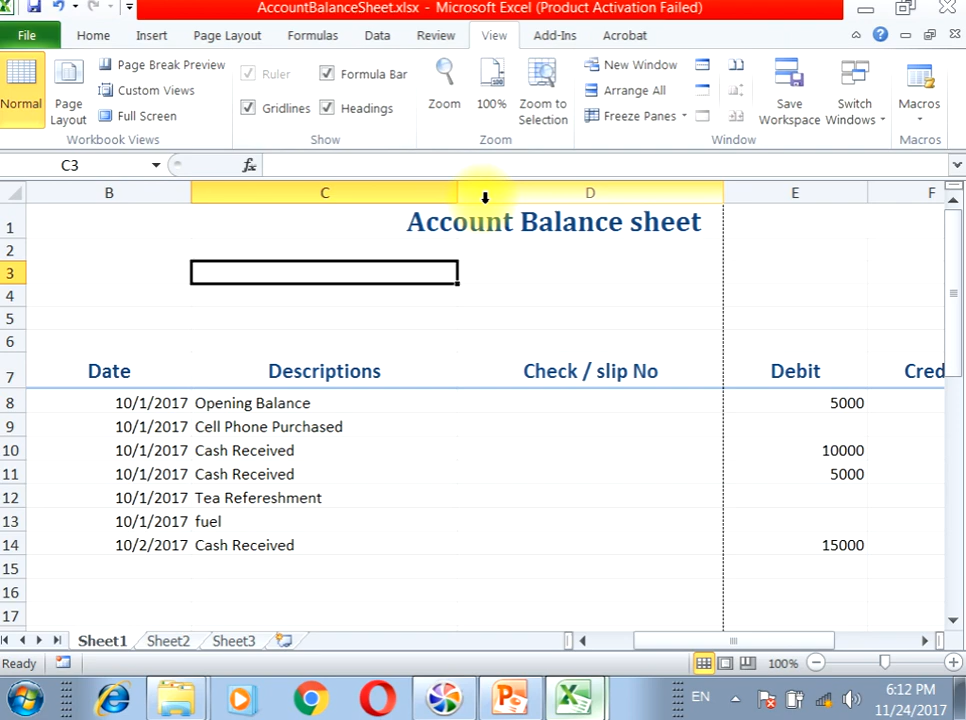 AccountBalanceSheet.xlsx - Microsoft Excel (Product Activation Failed)
File Home Insert Page Layout Formulas Data Review View Add-Ins Acrobat
Normal
Page Layout
Page Break Preview
Custom Views
Full Screen
Workbook Views
Ruler
Formula Bar
Gridlines
Headings
Show
Zoom
100%
Zoom to Selection
Zoom
New Window
Arrange All
Freeze Panes
Save Workspace
Switch Windows
Window
Macros
Macros
C3
fx
B C D E F
1 Account Balance sheet
2
3
4
5
6
7 Date Descriptions Check / slip No Debit Cred
8 10/1/2017 Opening Balance 5000
9 10/1/2017 Cell Phone Purchased
10 10/1/2017 Cash Received 10000
11 10/1/2017 Cash Received 5000
12 10/1/2017 Tea Refereshment
13 10/1/2017 fuel
14 10/2/2017 Cash Received 15000
15
16
17
Sheet1 Sheet2 Sheet3
Ready 100%
EN 6:12 PM
11/24/2017